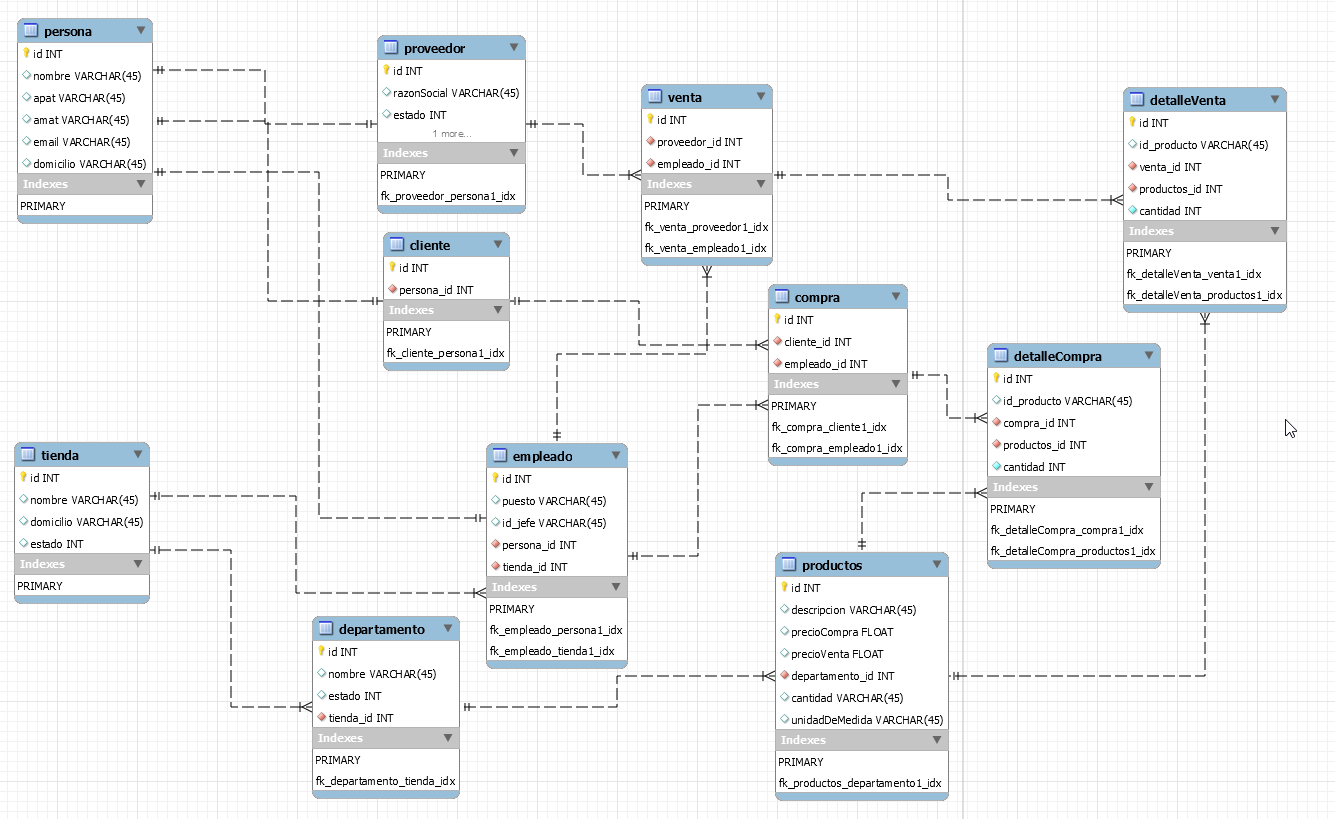 persona
id INT
nombre VARCHAR(45)
apat VARCHAR(45)
amat VARCHAR(45)
email VARCHAR(45)
domicilio VARCHAR(45)
Indexes
PRIMARY
proveedor
id INT
razonSocial VARCHAR(45)
estado INT
1 more...
Indexes
PRIMARY
fk_proveedor_persona1_idx
venta
id INT
proveedor_id INT
empleado_id INT
Indexes
PRIMARY
fk_venta_proveedor1_idx
fk_venta_empleado1_idx
detalleVenta
id INT
id_producto VARCHAR(45)
venta_id INT
productos_id INT
cantidad INT
Indexes
PRIMARY
fk_detalleVenta_venta1_idx
fk_detalleVenta_productos1_idx
cliente
id INT
persona_id INT
Indexes
PRIMARY
fk_cliente_persona1_idx
compra
id INT
cliente_id INT
empleado_id INT
Indexes
PRIMARY
fk_compra_cliente1_idx
fk_compra_empleado1_idx
detalleCompra
id INT
id_producto VARCHAR(45)
compra_id INT
productos_id INT
cantidad INT
Indexes
PRIMARY
fk_detalleCompra_compra1_idx
fk_detalleCompra_productos1_idx
tienda
id INT
nombre VARCHAR(45)
domicilio VARCHAR(45)
estado INT
Indexes
PRIMARY
empleado
id INT
puesto VARCHAR(45)
id_jefe VARCHAR(45)
persona_id INT
tienda_id INT
Indexes
PRIMARY
fk_empleado_persona1_idx
fk_empleado_tienda1_idx
departamento
id INT
nombre VARCHAR(45)
estado INT
tienda_id INT
Indexes
PRIMARY
fk_departamento_tienda_idx
productos
id INT
descripcion VARCHAR(45)
precioCompra FLOAT
precioVenta FLOAT
departamento_id INT
cantidad VARCHAR(45)
unidadDeMedida VARCHAR(45)
Indexes
PRIMARY
fk_productos_departamento1_idx